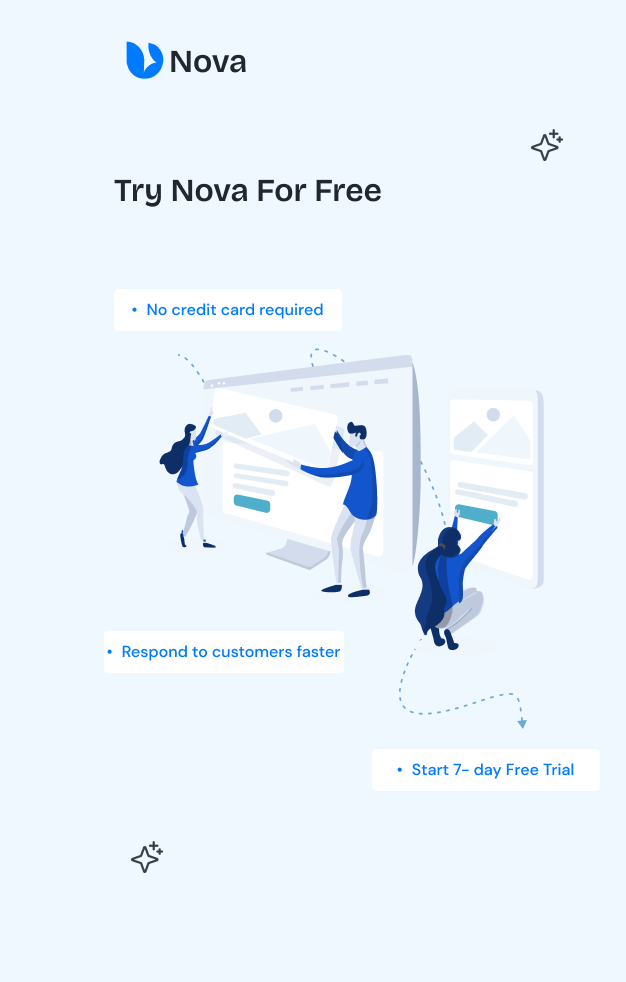 Nova
Try Nova For Free
• No credit card required
• Respond to customers faster
• Start 7- day Free Trial